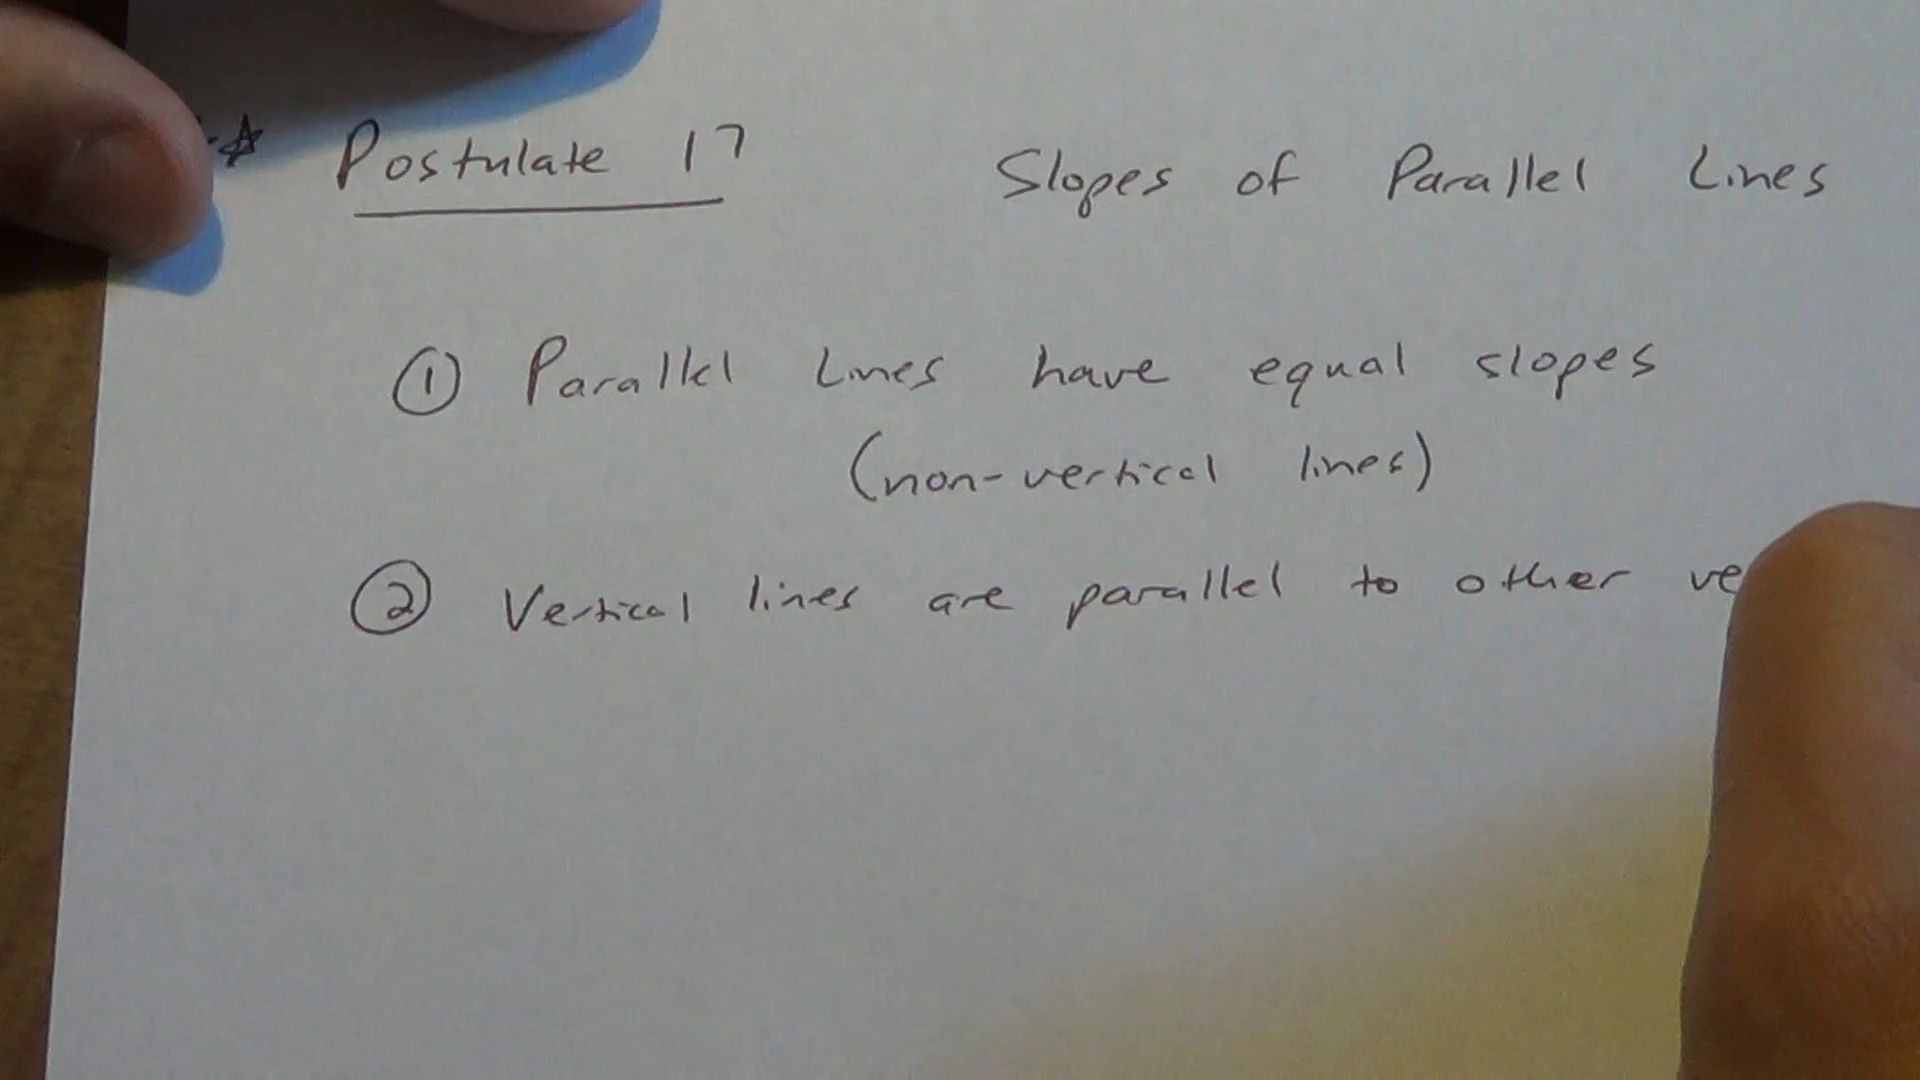 ☆ Postulate 17 Slopes of Parallel Lines
① Parallel Lines have equal slopes
(non-vertical lines)
② Vertical lines are parallel to other ve